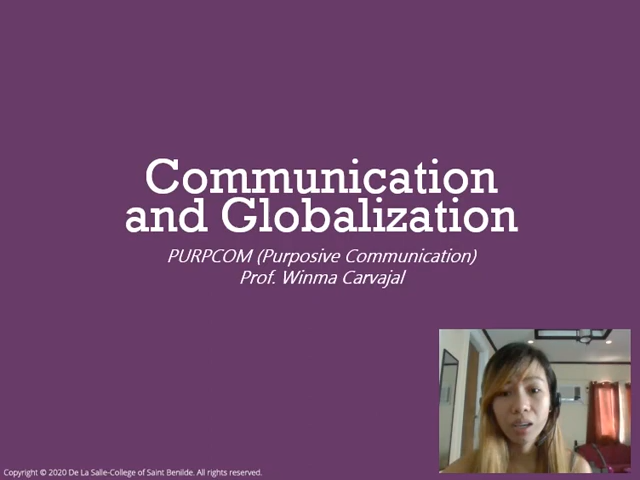 Communication
and Globalization
PURPCOM (Purposive Communication)
Prof. Winma Carvajal
Copyright © 2020 De La Salle-College of Saint Benilde. All rights reserved.